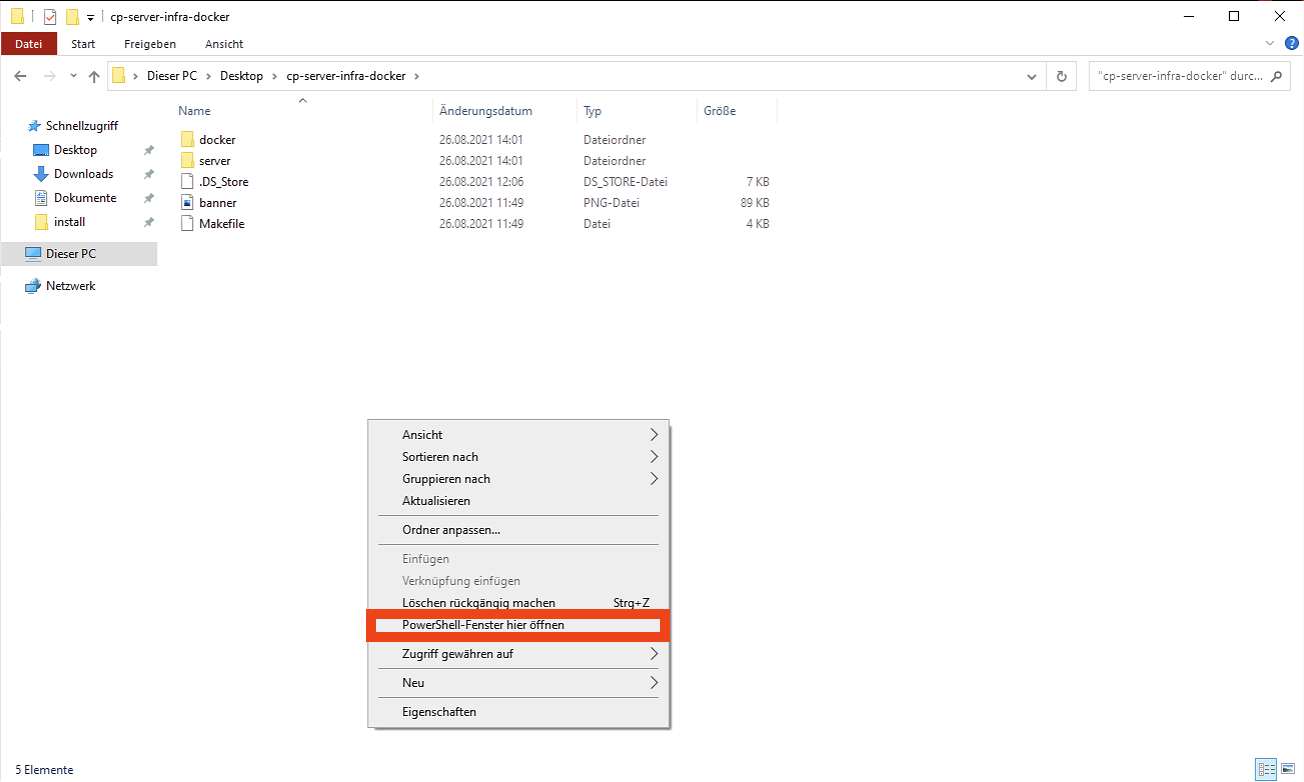 cp-server-infra-docker
Datei Start Freigeben Ansicht
Dieser PC Desktop cp-server-infra-docker
"cp-server-infra-docker" durc...
Name Änderungsdatum Typ Größe
Schnellzugriff
Desktop
Downloads
Dokumente
install
Dieser PC
Netzwerk
docker 26.08.2021 14:01 Dateiordner
server 26.08.2021 14:01 Dateiordner
.DS_Store 26.08.2021 12:06 DS_STORE-Datei 7 KB
banner 26.08.2021 11:49 PNG-Datei 89 KB
Makefile 26.08.2021 11:49 Datei 4 KB
Ansicht
Sortieren nach
Gruppieren nach
Aktualisieren
Ordner anpassen...
Einfügen
Verknüpfung einfügen
Löschen rückgängig machen Strg+Z
PowerShell-Fenster hier öffnen
Zugriff gewähren auf
Neu
Eigenschaften
5 Elemente